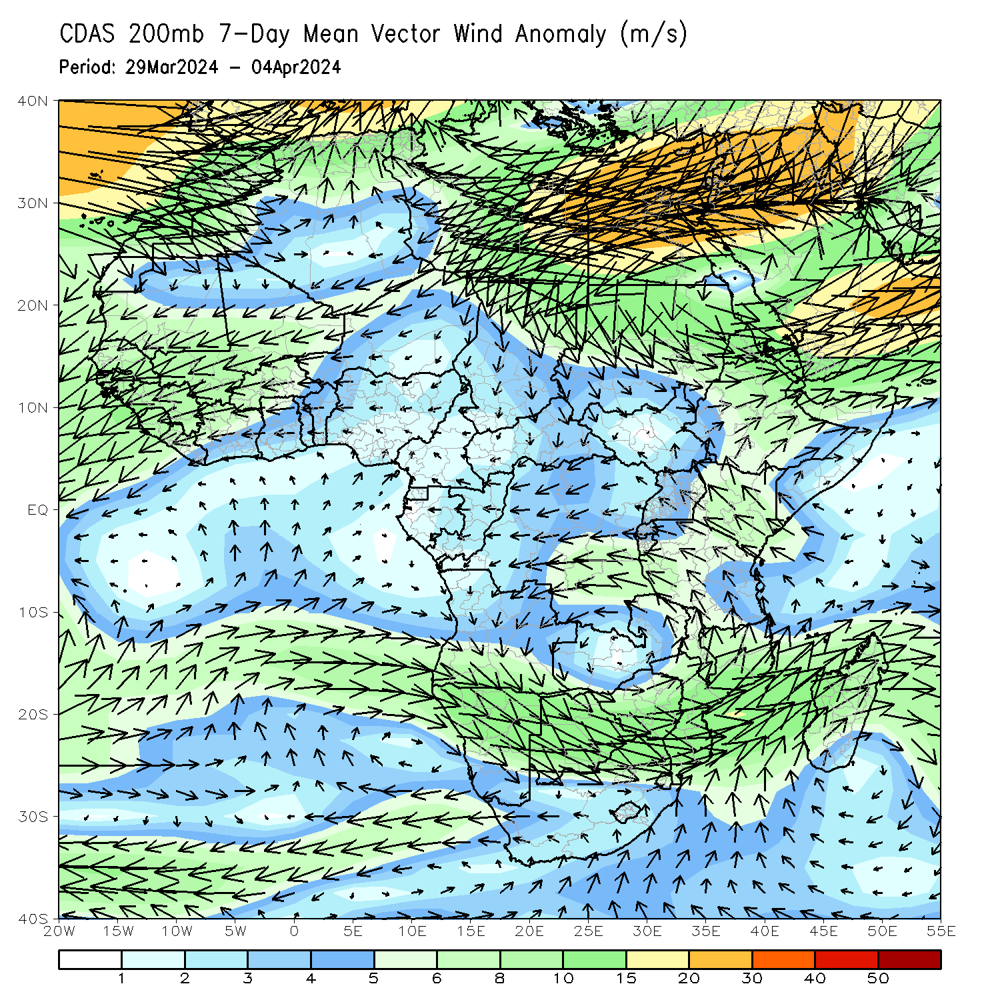 CDAS 200mb 7-Day Mean Vector Wind Anomaly (m/s)
Period: 29Mar2024 - 04Apr2024
40N
30N
20N
10N
EQ
10S
20S
30S
40S
20W 15W 10W 5W 0 5E 10E 15E 20E 25E 30E 35E 40E 45E 50E 55E
1 2 3 4 5 6 8 10 15 20 30 40 50